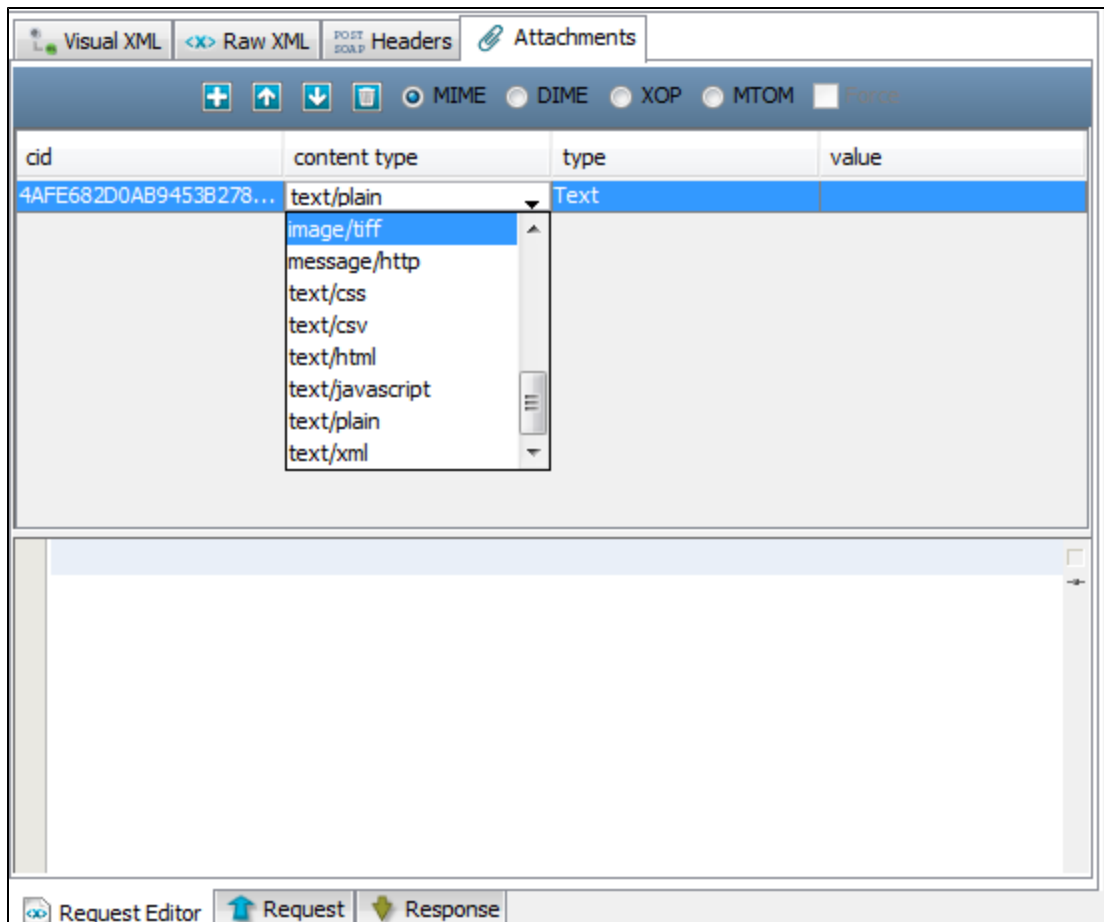 Visual XML <x> Raw XML POST SOAP Headers Attachments
MIME DIME XOP MTOM Force
cid content type type value
4AFE682D0AB9453B278... text/plain Text
image/tiff
message/http
text/css
text/csv
text/html
text/javascript
text/plain
text/xml
Request Editor Request Response